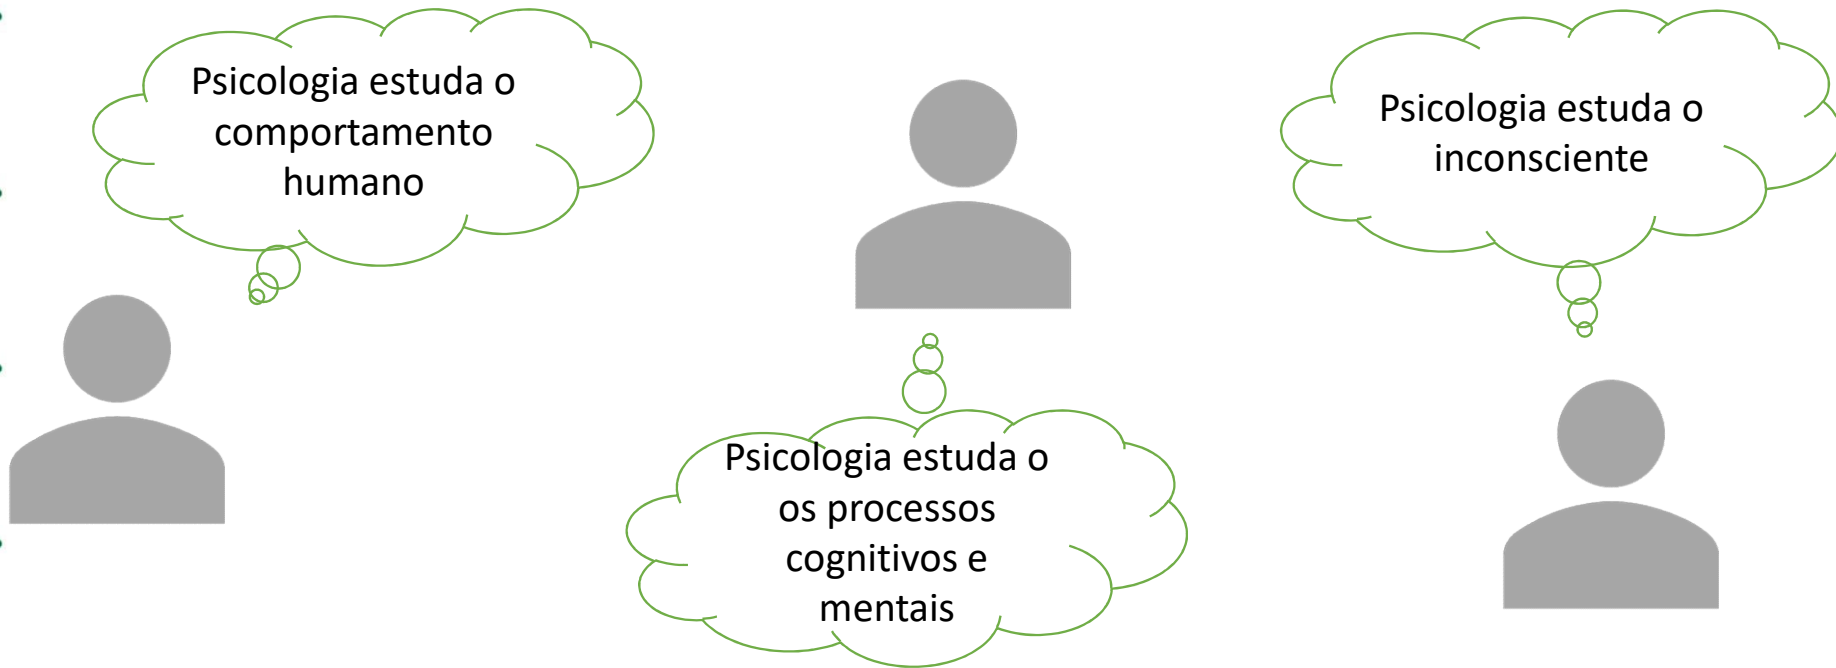 Psicologia estuda o
comportamento
humano
Psicologia estuda o
os processos
cognitivos e
mentais
Psicologia estuda o
inconsciente